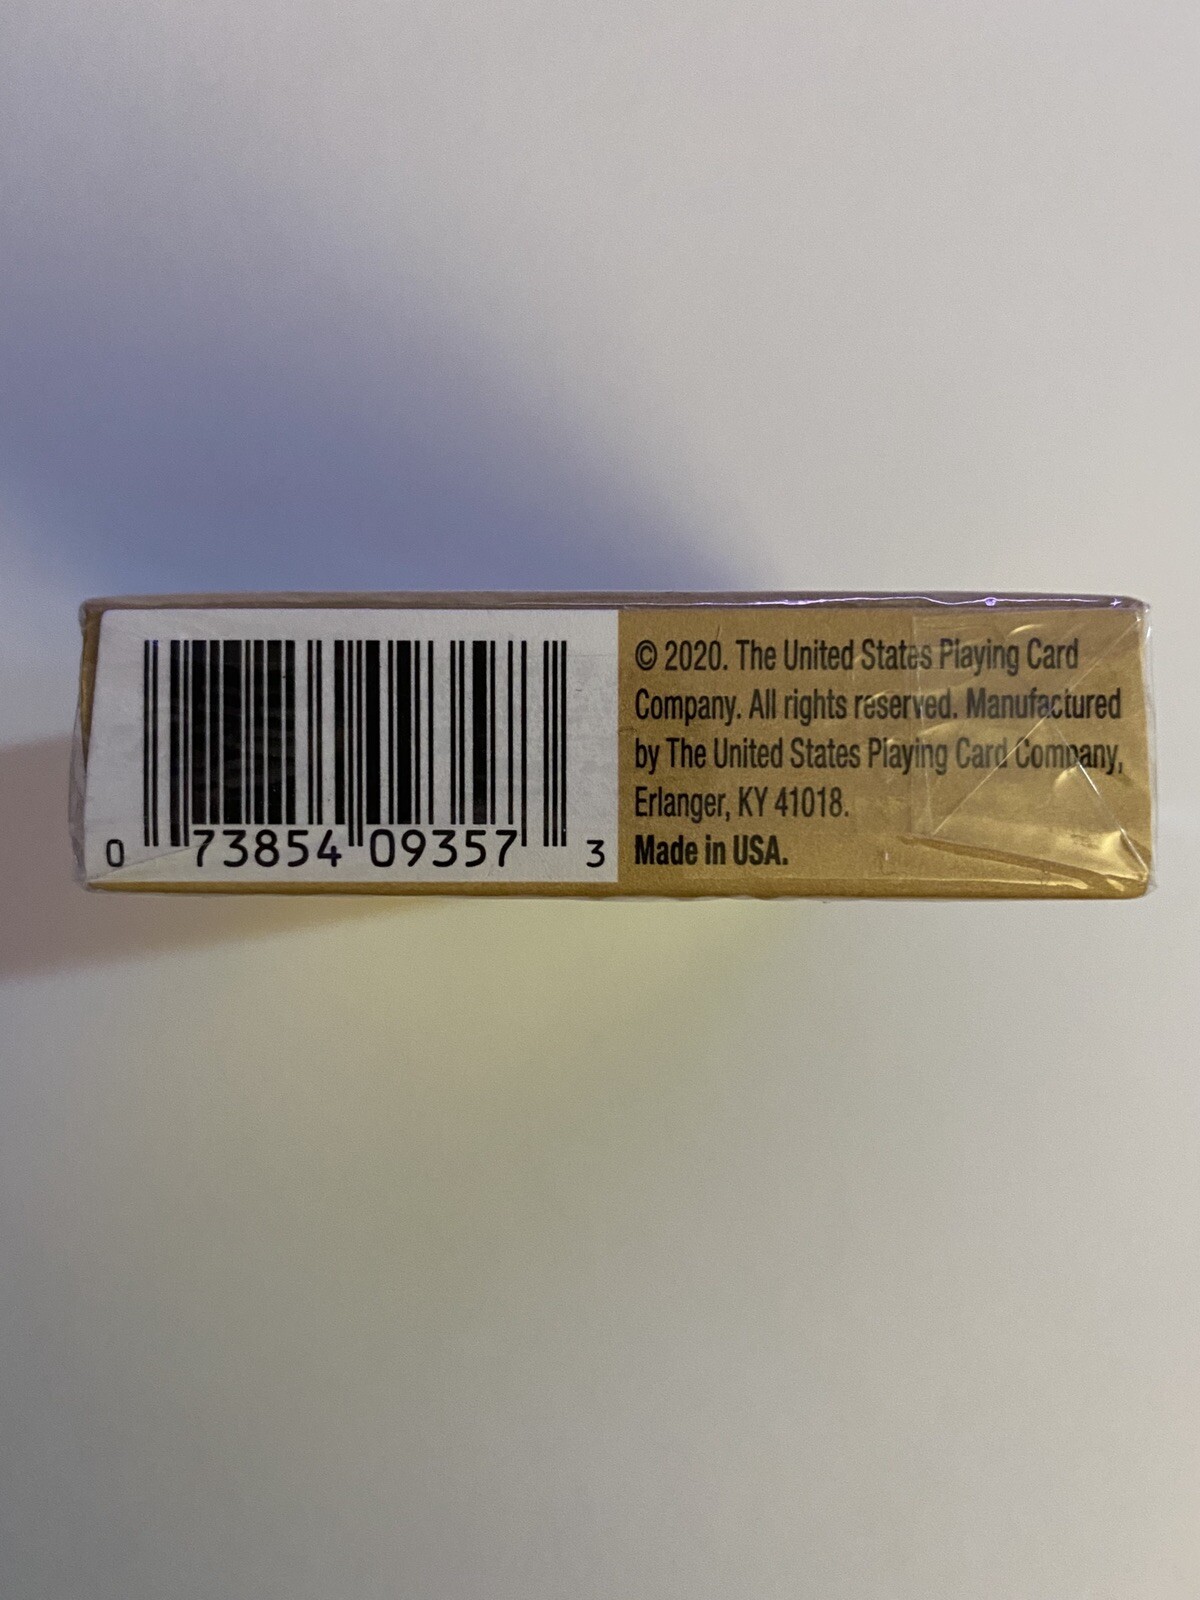 0 73854 09357 3
© 2020. The United States Playing Card
Company. All rights reserved. Manufactured
by The United States Playing Card Company,
Erlanger, KY 41018.
Made in USA.